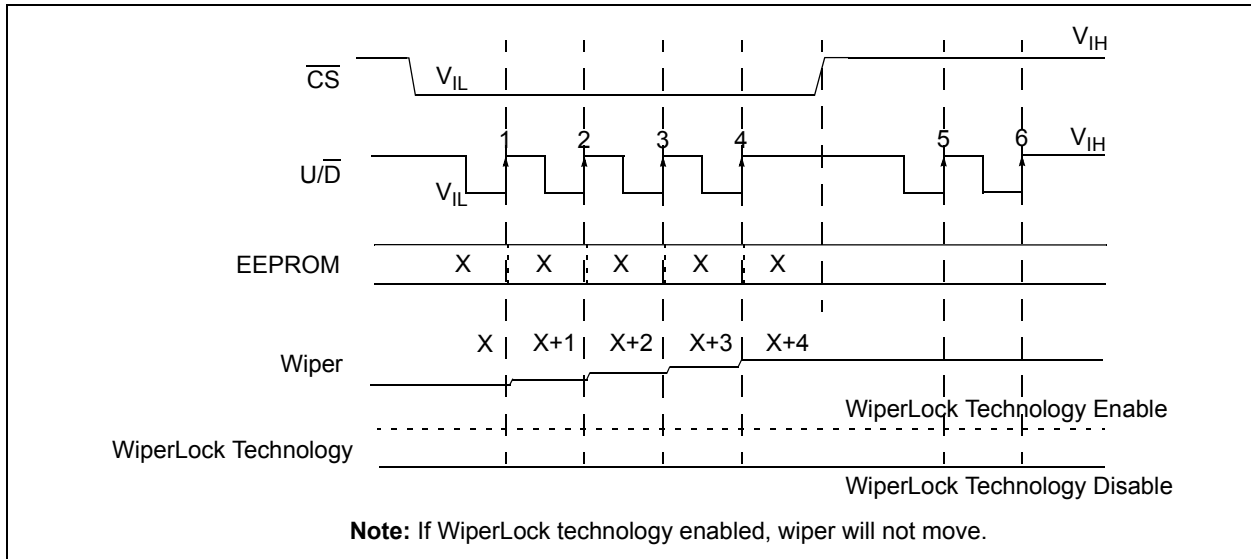 V_IH
C̅S̅ V_IL
1 2 3 4 5 6 V_IH
U/D̅
V_IL
EEPROM X X X X X
X X+1 X+2 X+3 X+4
Wiper
WiperLock Technology Enable
WiperLock Technology
WiperLock Technology Disable
Note: If WiperLock technology enabled, wiper will not move.